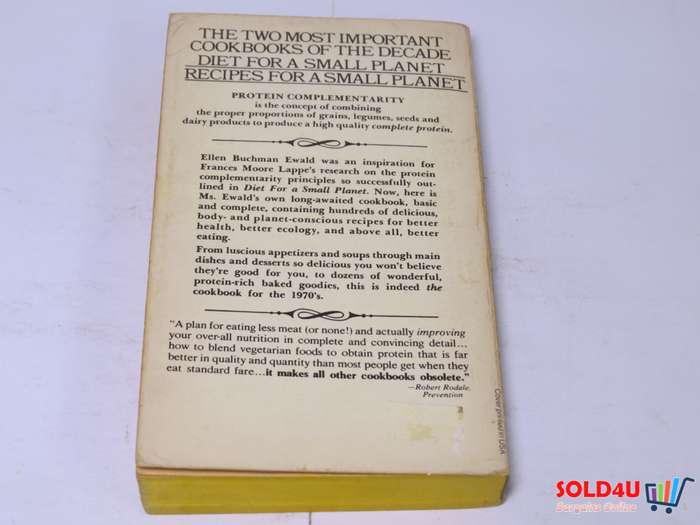 THE TWO MOST IMPORTANT
COOKBOOKS OF THE DECADE
DIET FOR A SMALL PLANET
RECIPES FOR A SMALL PLANET
PROTEIN COMPLEMENTARITY
is the concept of combining
the proper proportions of grains, legumes, seeds and
dairy products to produce a high quality complete protein.
Ellen Buchman Ewald was an inspiration for
Frances Moore Lappe's research on the protein
complementarity principles so successfully out-
lined in Diet For a Small Planet. Now, here is
Ms. Ewald's own long-awaited cookbook, basic
and complete, containing hundreds of delicious,
body- and planet-conscious recipes for better
health, better ecology, and above all, better
eating.
From luscious appetizers and soups through main
dishes and desserts so delicious you won't believe
they're good for you, to dozens of wonderful,
protein-rich baked goodies, this is indeed the
cookbook for the 1970's.
"A plan for eating less meat (or none!) and actually improving
your over-all nutrition in complete and convincing detail...
how to blend vegetarian foods to obtain protein that is far
better in quality and quantity than most people get when they
eat standard fare...it makes all other cookbooks obsolete."
—Robert Rodale,
Prevention
Cover printed in USA
SOLD4U
Bargains Online